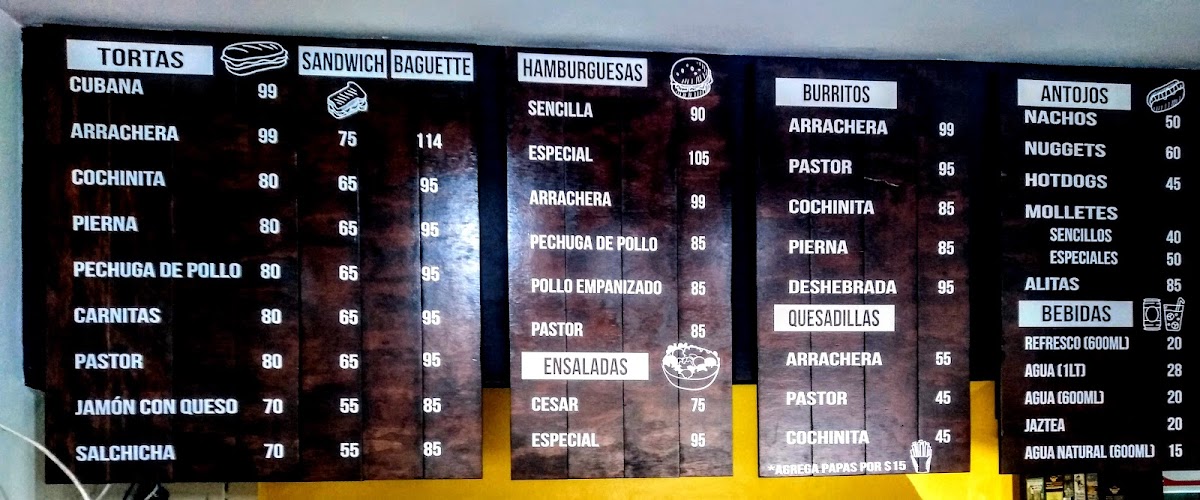 TORTAS SANDWICH BAGUETTE
CUBANA 99
ARRACHERA 99 75 114
COCHINITA 80 65 95
PIERNA 80 65 95
PECHUGA DE POLLO 80 65 95
CARNITAS 80 65 95
PASTOR 80 65 95
JAMÓN CON QUESO 70 55 85
SALCHICHA 70 55 85
HAMBURGUESAS
SENCILLA 90
ESPECIAL 105
ARRACHERA 99
PECHUGA DE POLLO 85
POLLO EMPANIZADO 85
PASTOR 85
ENSALADAS
CESAR 75
ESPECIAL 95
BURRITOS
ARRACHERA 99
PASTOR 95
COCHINITA 85
PIERNA 85
DESHEBRADA 95
QUESADILLAS
ARRACHERA 55
PASTOR 45
COCHINITA 45
*AGREGA PAPAS POR $15
ANTOJOS
NACHOS 50
NUGGETS 60
HOTDOGS 45
MOLLETES
SENCILLOS 40
ESPECIALES 50
ALITAS 85
BEBIDAS
REFRESCO (600ML) 20
AGUA (1LT) 28
AGUA (600ML) 20
JAZTEA 20
AGUA NATURAL (600ML) 15